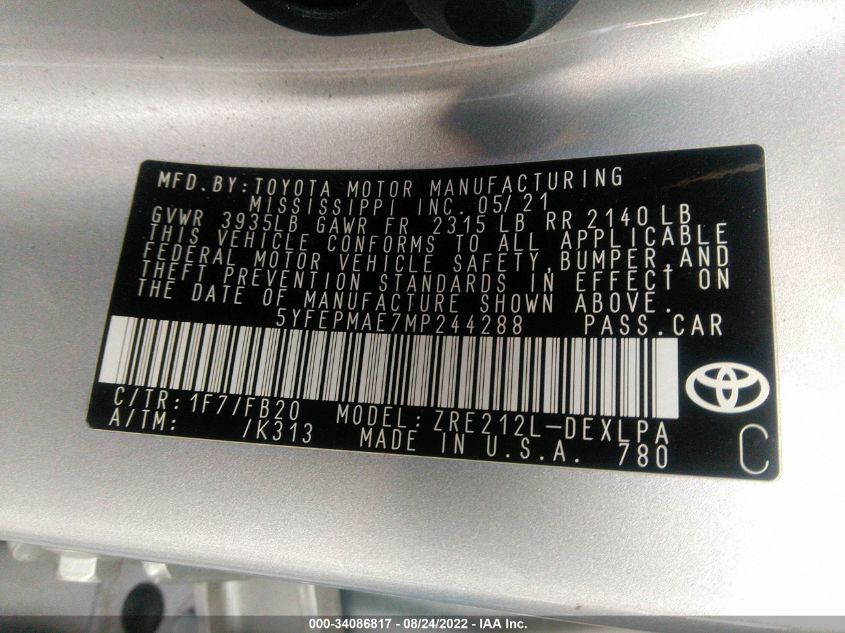 MFD.BY:TOYOTA MOTOR MANUFACTURING
MISSISSIPPI INC. 05/21
GVWR 3935LB GAWR FR 2315 LB RR 2140 LB
THIS VEHICLE CONFORMS TO ALL APPLICABLE
FEDERAL MOTOR VEHICLE SAFETY,BUMPER,AND
THEFT PREVENTION STANDARDS IN EFFECT ON
THE DATE OF MANUFACTURE SHOWN ABOVE.
5YFEPMAE7MP244288 PASS.CAR
C/TR:1F7/FB20 MODEL:ZRE212L-DEXLPA
A/TM: /K313 MADE IN U.S.A. 780
C
000-34086817 - 08/24/2022 - IAA Inc.